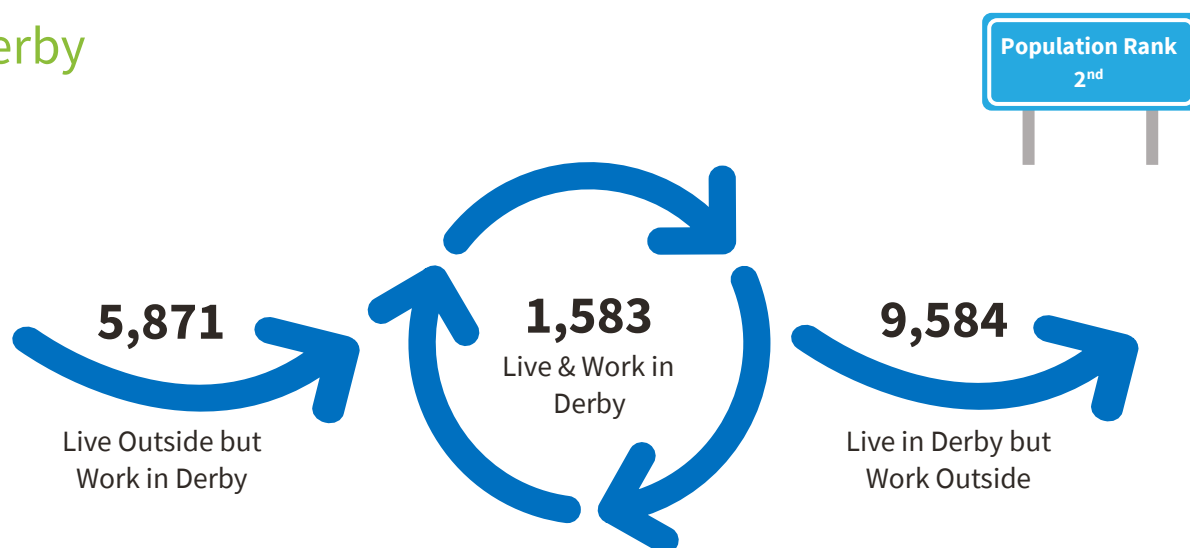 erby
Population Rank
2nd
5,871
Live Outside but
Work in Derby
1,583
Live & Work in
Derby
9,584
Live in Derby but
Work Outside